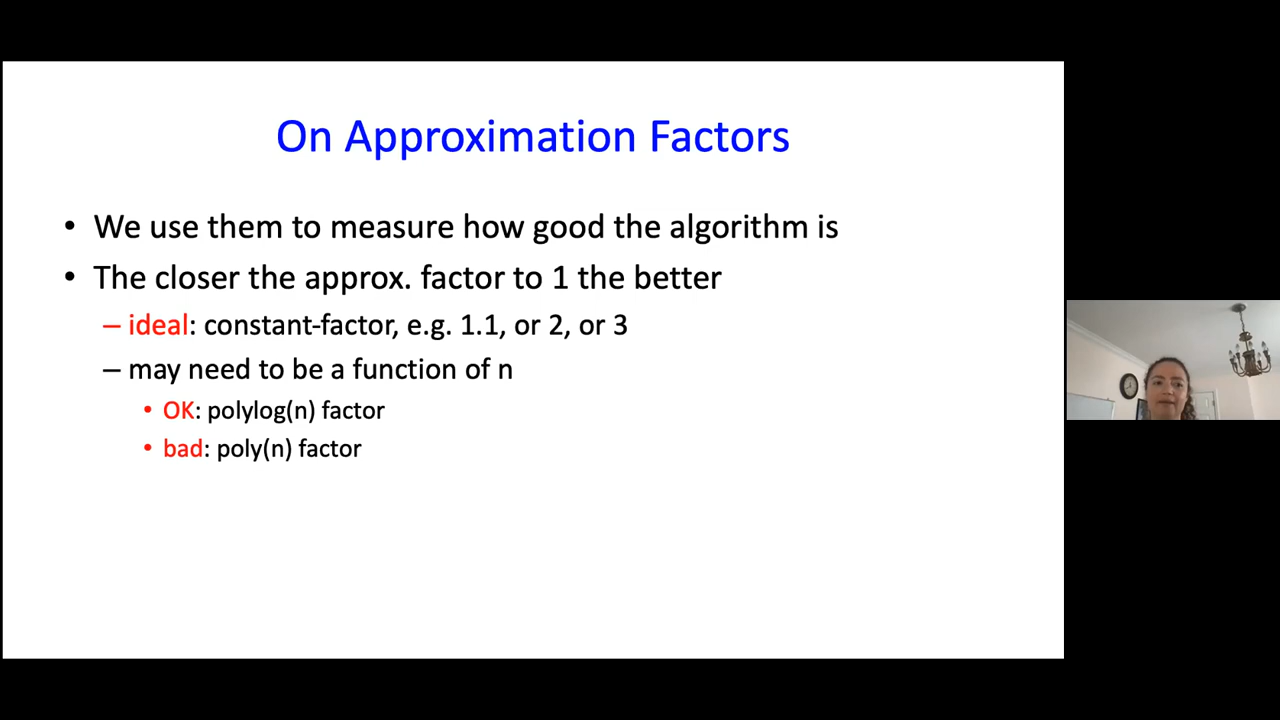 On Approximation Factors
• We use them to measure how good the algorithm is
• The closer the approx. factor to 1 the better
– ideal: constant-factor, e.g. 1.1, or 2, or 3
– may need to be a function of n
• OK: polylog(n) factor
• bad: poly(n) factor